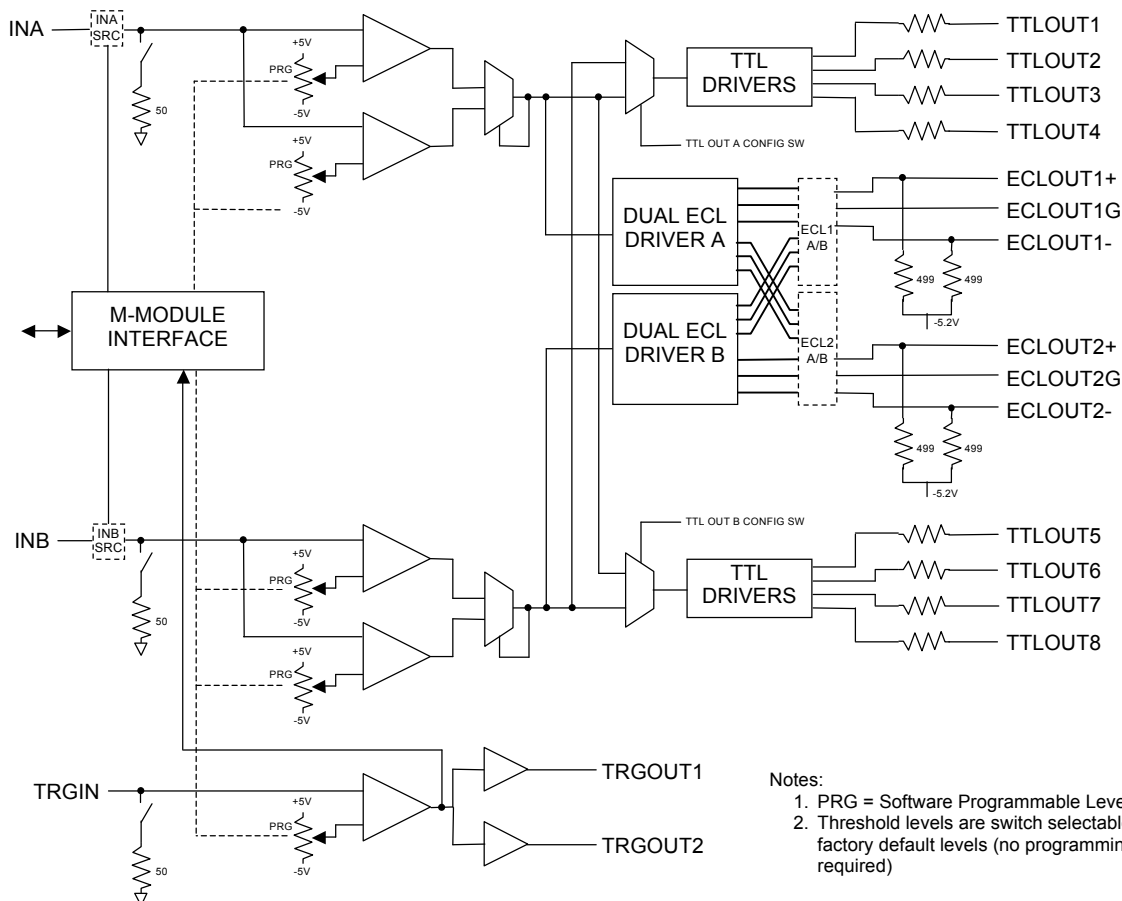 INA
INA
SRC
50
+5V
PRG
-5V
+5V
PRG
-5V
TTL OUT A CONFIG SW
TTL
DRIVERS
TTLOUT1
TTLOUT2
TTLOUT3
TTLOUT4
DUAL ECL
DRIVER A
ECL1
A/B
ECLOUT1+
ECLOUT1G
ECLOUT1-
499
499
-5.2V
M-MODULE
INTERFACE
DUAL ECL
DRIVER B
ECL2
A/B
ECLOUT2+
ECLOUT2G
ECLOUT2-
499
499
-5.2V
INB
INB
SRC
50
+5V
PRG
-5V
+5V
PRG
-5V
TTL OUT B CONFIG SW
TTL
DRIVERS
TTLOUT5
TTLOUT6
TTLOUT7
TTLOUT8
TRGIN
50
+5V
PRG
-5V
TRGOUT1
TRGOUT2
Notes:
1. PRG = Software Programmable Leve
2. Threshold levels are switch selectable
factory default levels (no programmin
required)